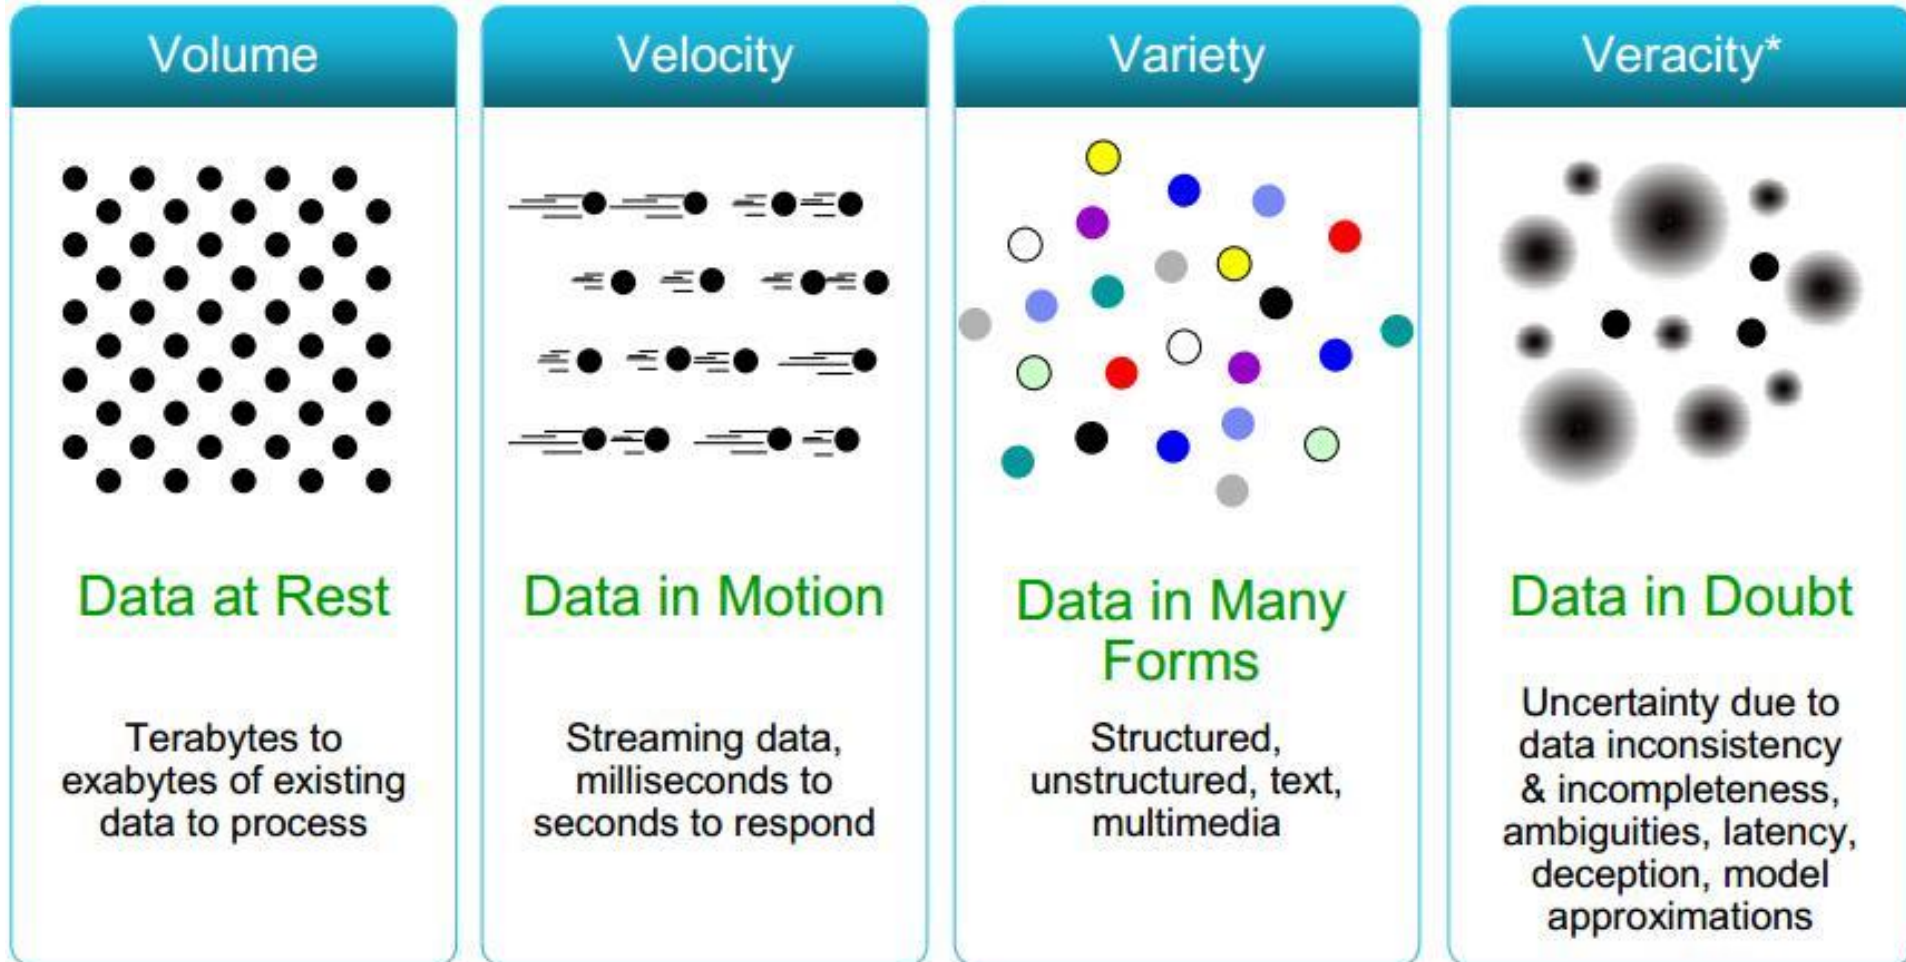 Volume
Data at Rest
Terabytes to
exabytes of existing
data to process
Velocity
Data in Motion
Streaming data,
milliseconds to
seconds to respond
Variety
Data in Many
Forms
Structured,
unstructured, text,
multimedia
Veracity*
Data in Doubt
Uncertainty due to
data inconsistency
& incompleteness,
ambiguities, latency,
deception, model
approximations